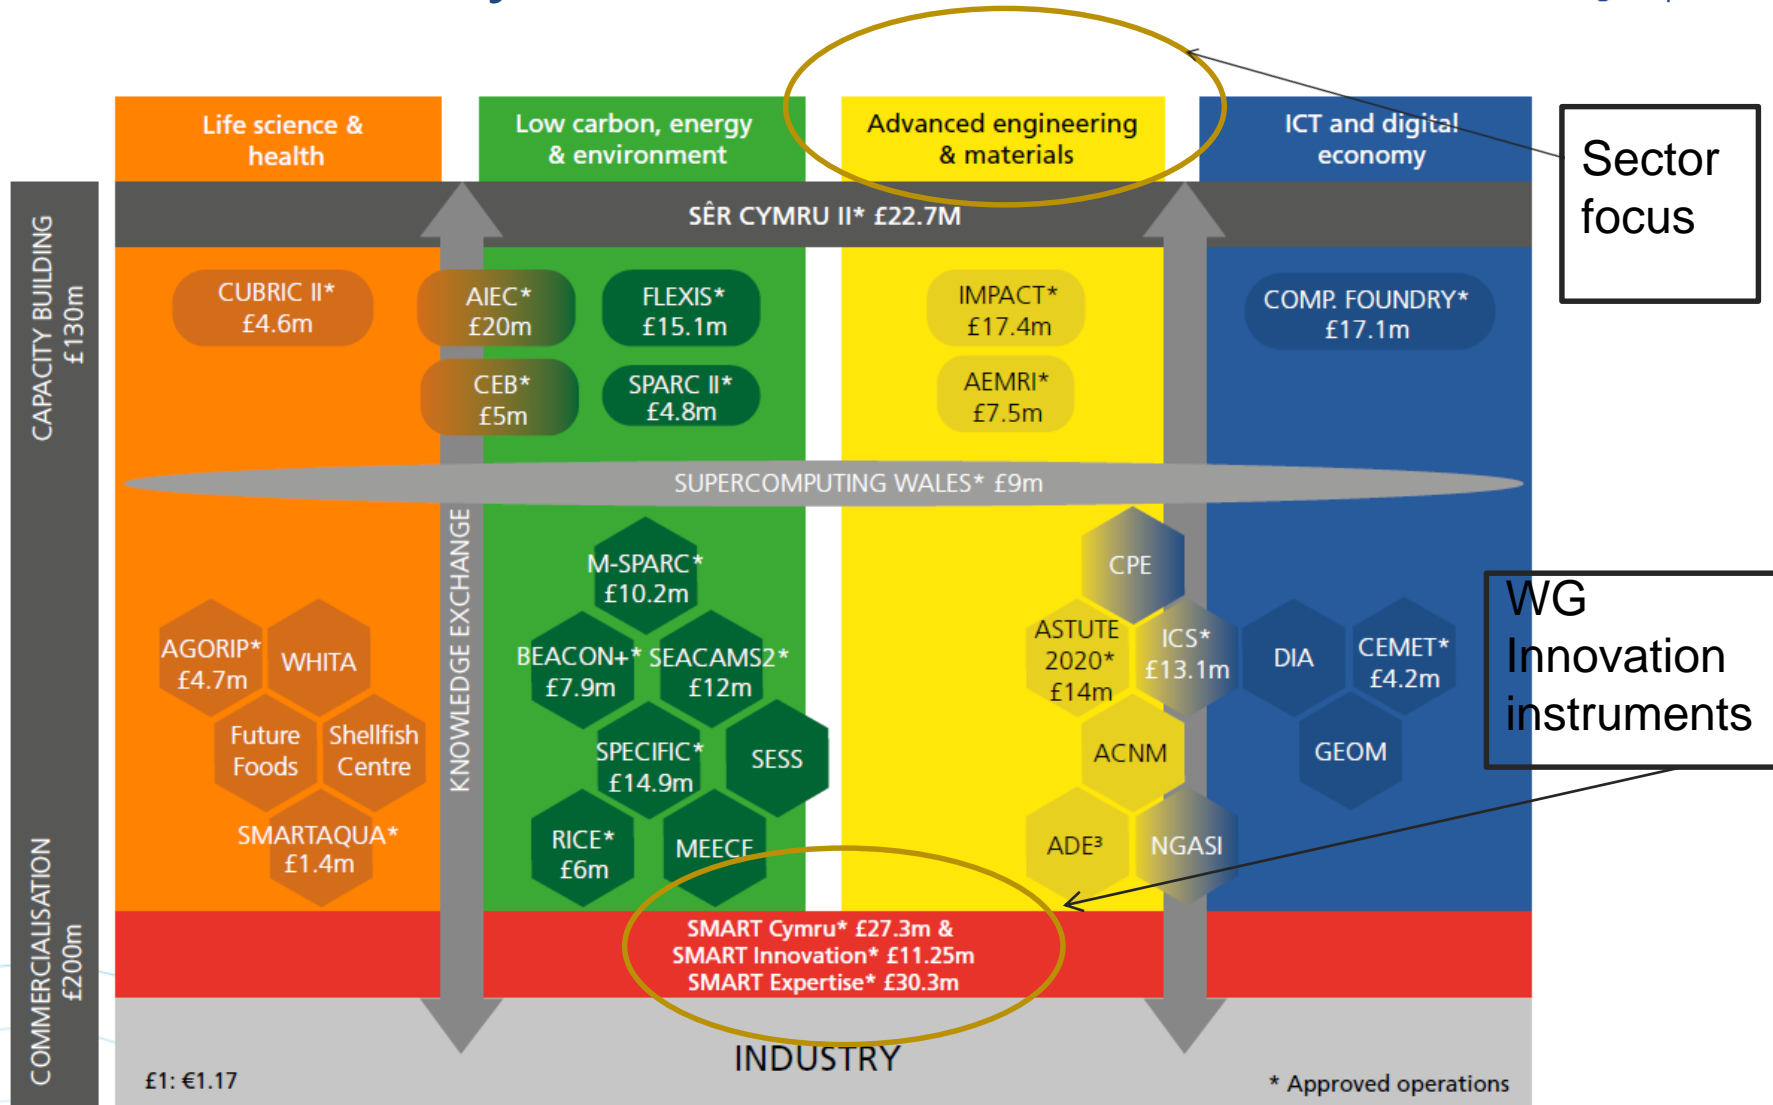 Life science &
health
Low carbon, energy
& environment
Advanced engineering
& materials
ICT and digital
economy
Sector
focus
CAPACITY BUILDING
£130m
SÊR CYMRU II* £22.7M
CUBRIC II*
£4.6m
AIEC*
£20m
FLEXIS*
£15.1m
IMPACT*
£17.4m
COMP. FOUNDRY*
£17.1m
CEB*
£5m
SPARC II*
£4.8m
AEMRI*
£7.5m
SUPERCOMPUTING WALES* £9m
KNOWLEDGE EXCHANGE
M-SPARC*
£10.2m
CPE
WG
Innovation
instruments
AGORIP*
£4.7m
WHITA
BEACON+*
£7.9m
SEACAMS2*
£12m
ASTUTE
2020*
£14m
ICS*
£13.1m
DIA
CEMET*
£4.2m
Future
Foods
Shellfish
Centre
SPECIFIC*
£14.9m
SESS
ACNM
GEOM
SMARTAQUA*
£1.4m
RICE*
£6m
MEECE
ADE³
NGASI
COMMERCIALISATION
£200m
SMART Cymru* £27.3m &
SMART Innovation* £11.25m
SMART Expertise* £30.3m
INDUSTRY
£1: €1.17
* Approved operations